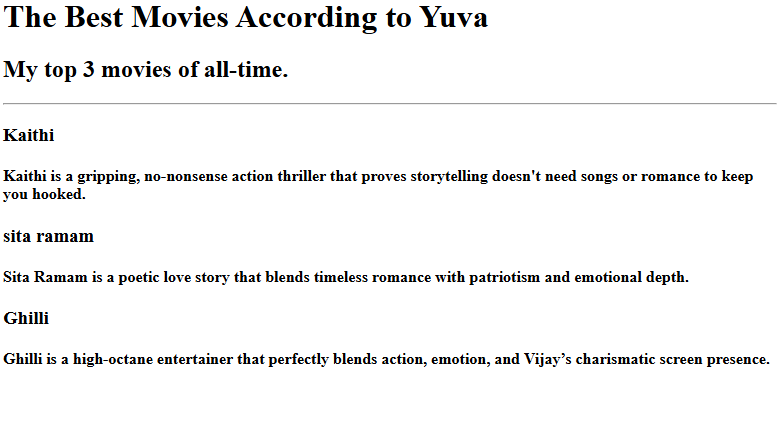 The Best Movies According to Yuva
My top 3 movies of all-time.
Kaithi
Kaithi is a gripping, no-nonsense action thriller that proves storytelling doesn't need songs or romance to keep
you hooked.
sita ramam
Sita Ramam is a poetic love story that blends timeless romance with patriotism and emotional depth.
Ghilli
Ghilli is a high-octane entertainer that perfectly blends action, emotion, and Vijay’s charismatic screen presence.